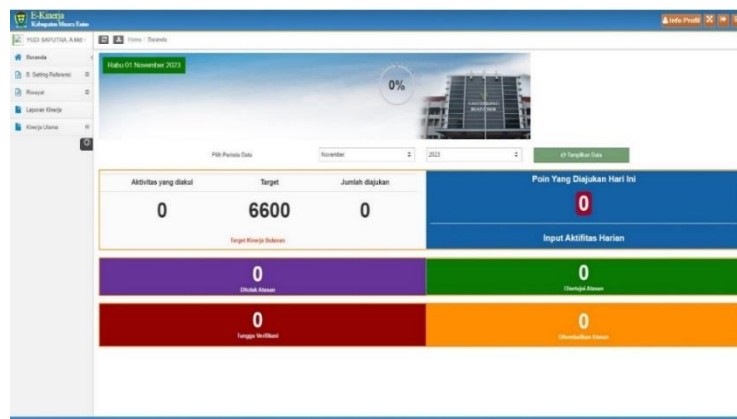 E-Kinerja
Kabupaten Muara Enim
Info Profil
YUDI SAPUTRA, A.Md
Home / Beranda
Beranda
Rabu 01 November 2023
0%
E. Setting Referensi
Riwayat
Laporan Kinerja
Kinerja Utama
Pilih Periode Data
November
2023
Tampilkan Data
Aktivitas yang diakui
Target
Jumlah diajukan
Poin Yang Diajukan Hari Ini
0
6600
0
0
Target Kinerja Bulanan
Input Aktifitas Harian
0
Ditolak Atasan
0
Disetujui Atasan
0
Tunggu Verifikasi
0
Dikembalikan Atasan